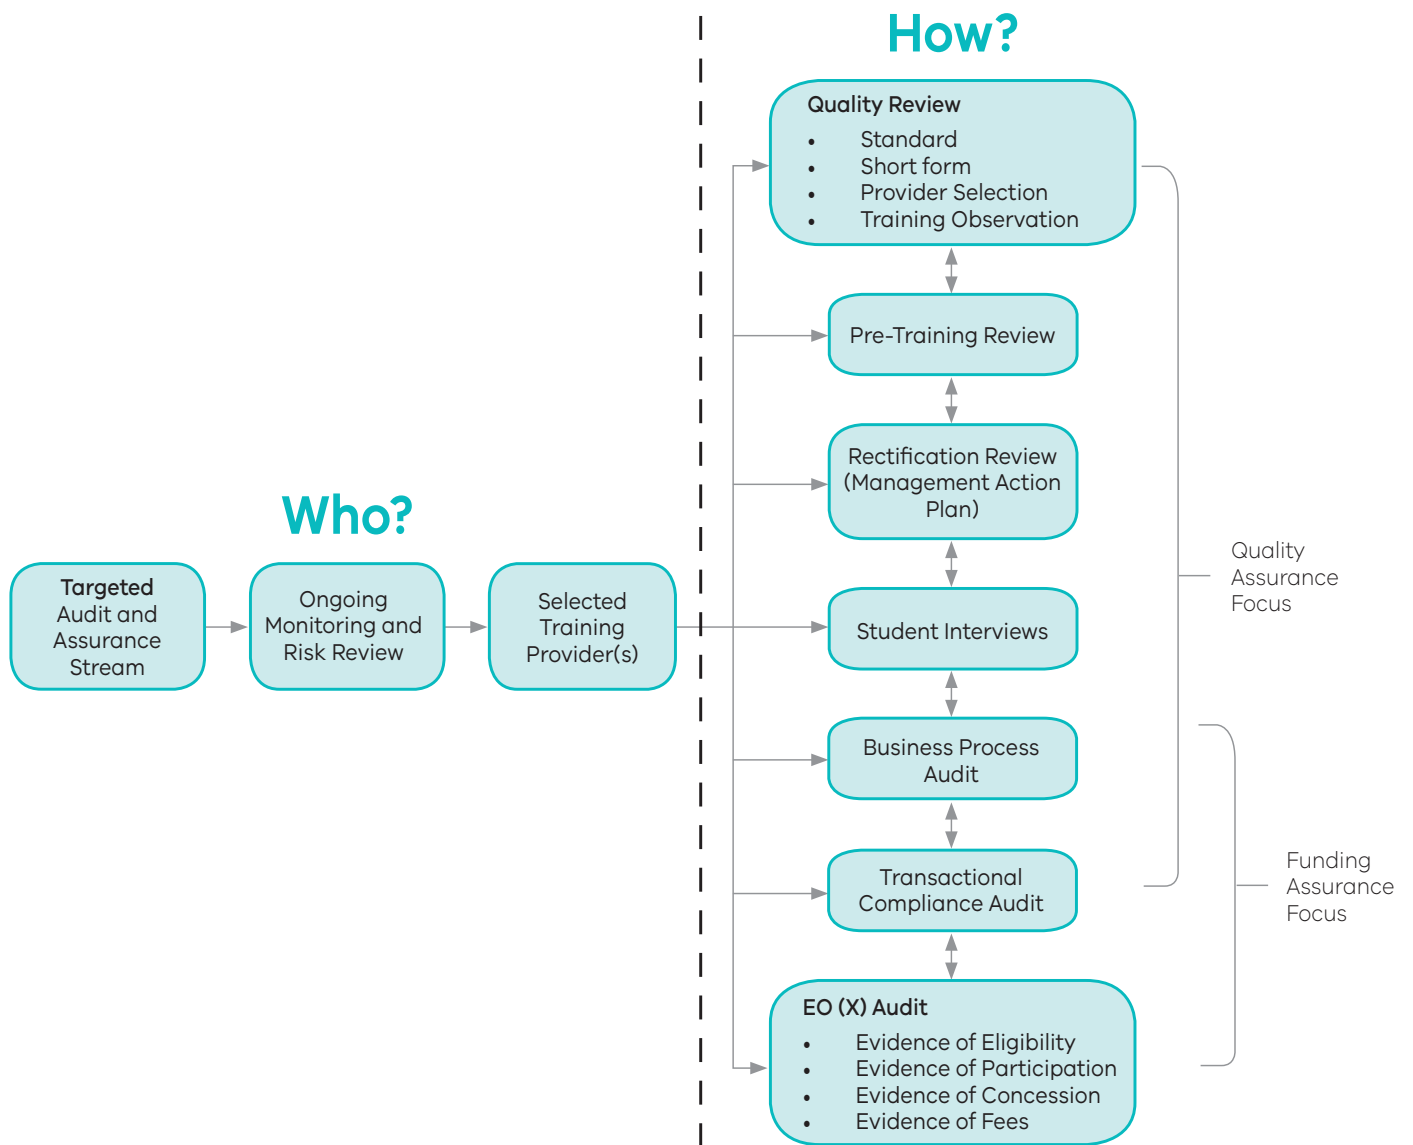 How?
Quality Review
• Standard
• Short form
• Provider Selection
• Training Observation
Pre-Training Review
Rectification Review
(Management Action
Plan)
Who?
Targeted
Audit and
Assurance
Stream
Ongoing
Monitoring and
Risk Review
Selected
Training
Provider(s)
Student Interviews
Quality
Assurance
Focus
Business Process
Audit
Transactional
Compliance Audit
Funding
Assurance
Focus
EO (X) Audit
• Evidence of Eligibility
• Evidence of Participation
• Evidence of Concession
• Evidence of Fees